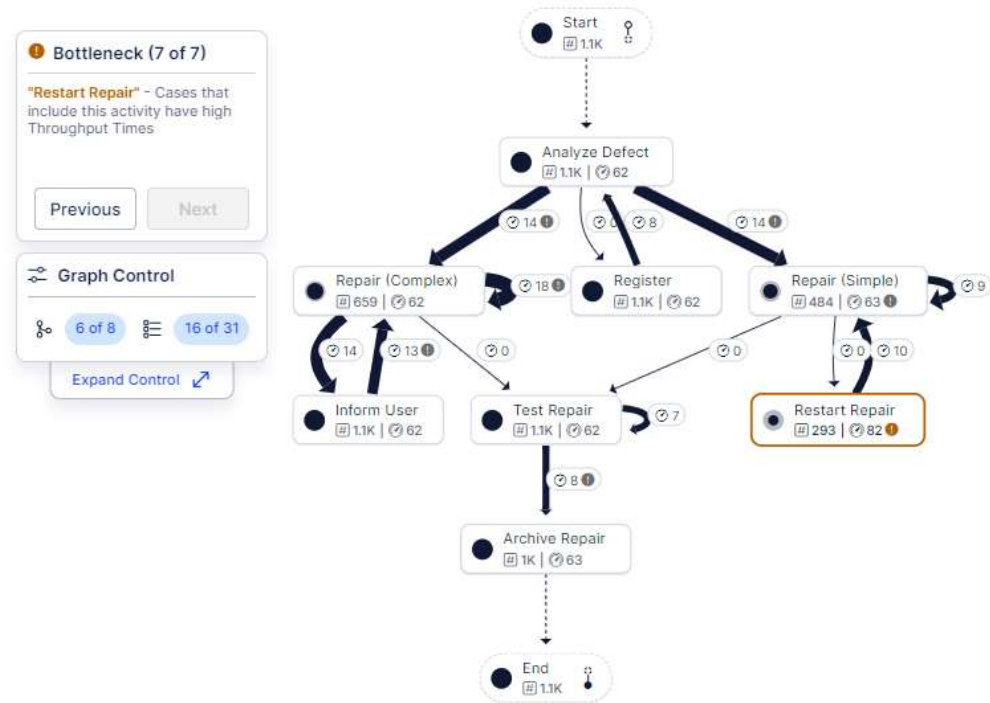 Start
# 1.1K
Bottleneck (7 of 7)
"Restart Repair" - Cases that
include this activity have high
Throughput Times
Previous
Next
Analyze Defect
# 1.1K | 62
14
0
8
14
Graph Control
6 of 8
16 of 31
Expand Control
Repair (Complex)
# 659 | 62
18
Register
# 1.1K | 62
Repair (Simple)
# 484 | 63
9
14
13
0
0
0
10
Inform User
# 1.1K | 62
Test Repair
# 1.1K | 62
7
Restart Repair
# 293 | 82
8
Archive Repair
# 1K | 63
End
# 1.1K